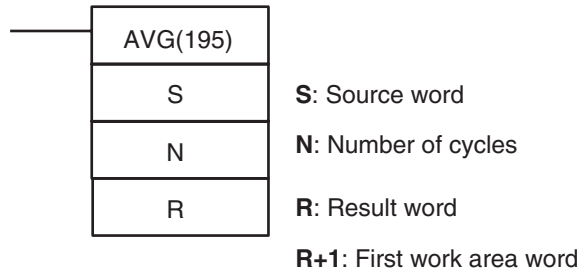 AVG(195)
S
S: Source word
N
N: Number of cycles
R
R: Result word
R+1: First work area word